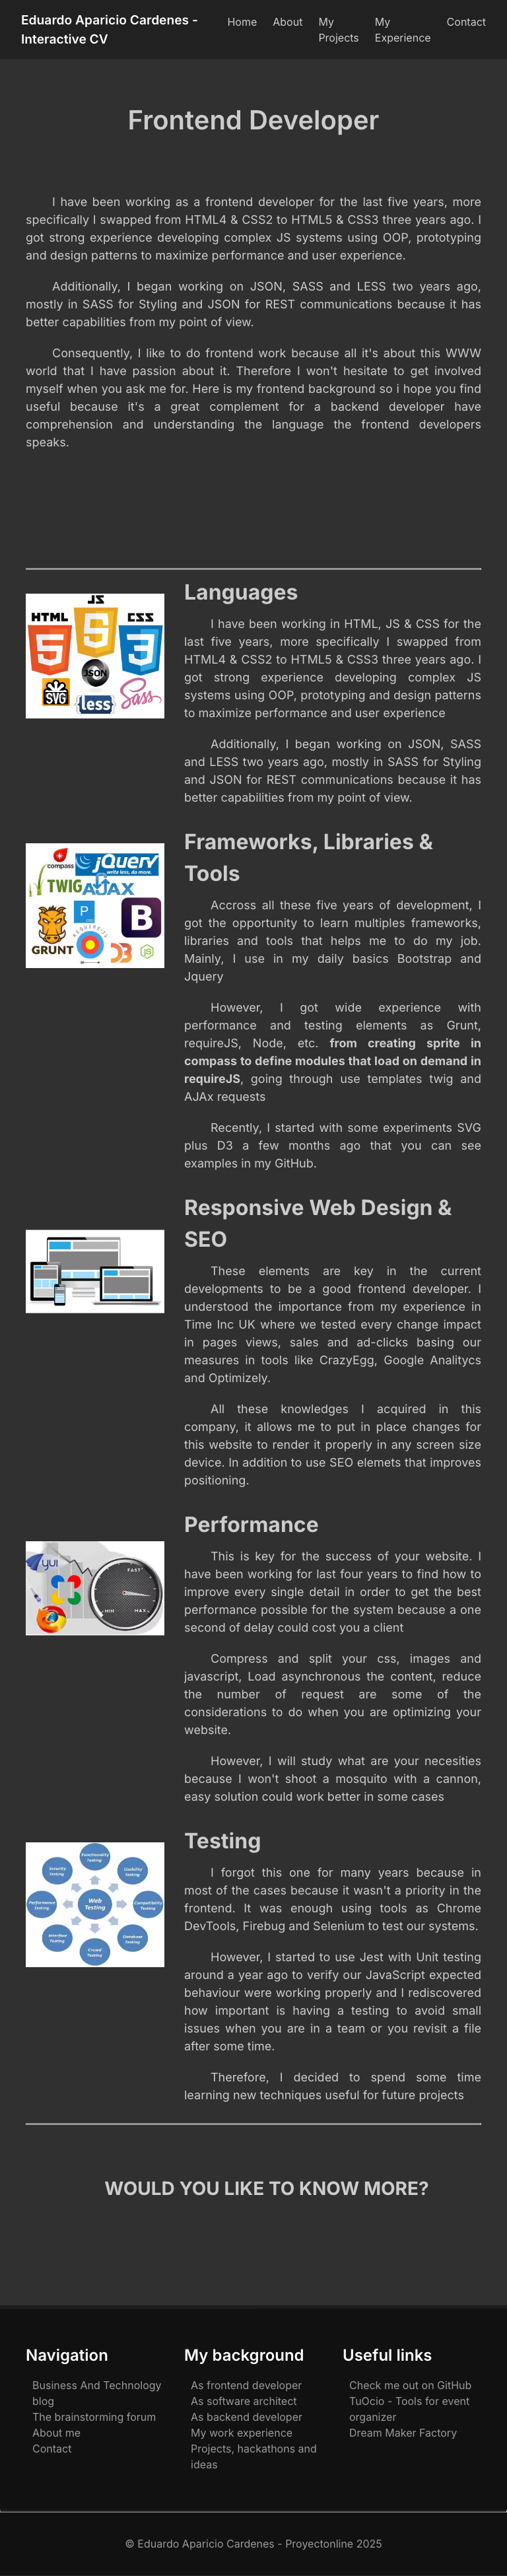 Eduardo Aparicio Cardenes -
Interactive CV
Home
About
My
Projects
My
Experience
Contact
Frontend Developer
I have been working as a frontend developer for the last five years, more
specifically I swapped from HTML4 & CSS2 to HTML5 & CSS3 three years ago. I
got strong experience developing complex JS systems using OOP, prototyping
and design patterns to maximize performance and user experience.
Additionally, I began working on JSON, SASS and LESS two years ago,
mostly in SASS for Styling and JSON for REST communications because it has
better capabilities from my point of view.
Consequently, I like to do frontend work because all it's about this WWW
world that I have passion about it. Therefore I won't hesitate to get involved
myself when you ask me for. Here is my frontend background so i hope you find
useful because it's a great complement for a backend developer have
comprehension and understanding the language the frontend developers
speaks.
HTML
JS
CSS
5
5
3
JSON
SVG
{less}
Sass
Languages
I have been working in HTML, JS & CSS for the
last five years, more specifically I swapped from
HTML4 & CSS2 to HTML5 & CSS3 three years ago. I
got strong experience developing complex JS
systems using OOP, prototyping and design patterns
to maximize performance and user experience
Additionally, I began working on JSON, SASS
and LESS two years ago, mostly in SASS for Styling
and JSON for REST communications because it has
better capabilities from my point of view.
compass
jQuery
write less, do more.
TWIG
AJAX
P
B
GRUNT
Frameworks, Libraries &
Tools
Accross all these five years of development, I
got the opportunity to learn multiples frameworks,
libraries and tools that helps me to do my job.
Mainly, I use in my daily basics Bootstrap and
Jquery
However, I got wide experience with
performance and testing elements as Grunt,
requireJS, Node, etc. from creating sprite in
compass to define modules that load on demand in
requireJS, going through use templates twig and
AJAx requests
Recently, I started with some experiments SVG
plus D3 a few months ago that you can see
examples in my GitHub.
Responsive Web Design &
SEO
These elements are key in the current
developments to be a good frontend developer. I
understood the importance from my experience in
Time Inc UK where we tested every change impact
in pages views, sales and ad-clicks basing our
measures in tools like CrazyEgg, Google Analitycs
and Optimizely.
All these knowledges I acquired in this
company, it allows me to put in place changes for
this website to render it properly in any screen size
device. In addition to use SEO elemets that improves
positioning.
YUI
FAST
MIN
MAX
Performance
This is key for the success of your website. I
have been working for last four years to find how to
improve every single detail in order to get the best
performance possible for the system because a one
second of delay could cost you a client
Compress and split your css, images and
javascript, Load asynchronous the content, reduce
the number of request are some of the
considerations to do when you are optimizing your
website.
However, I will study what are your necesities
because I won't shoot a mosquito with a cannon,
easy solution could work better in some cases
Functionality
Testing
Security
Testing
Usability
Testing
Performance
Testing
Web
Testing
Compatibility
Testing
Interface
Testing
Database
Testing
Crowd
Testing
Testing
I forgot this one for many years because in
most of the cases because it wasn't a priority in the
frontend. It was enough using tools as Chrome
DevTools, Firebug and Selenium to test our systems.
However, I started to use Jest with Unit testing
around a year ago to verify our JavaScript expected
behaviour were working properly and I rediscovered
how important is having a testing to avoid small
issues when you are in a team or you revisit a file
after some time.
Therefore, I decided to spend some time
learning new techniques useful for future projects
WOULD YOU LIKE TO KNOW MORE?
Navigation
Business And Technology
blog
The brainstorming forum
About me
Contact
My background
As frontend developer
As software architect
As backend developer
My work experience
Projects, hackathons and
ideas
Useful links
Check me out on GitHub
TuOcio - Tools for event
organizer
Dream Maker Factory
© Eduardo Aparicio Cardenes - Proyectonline 2025